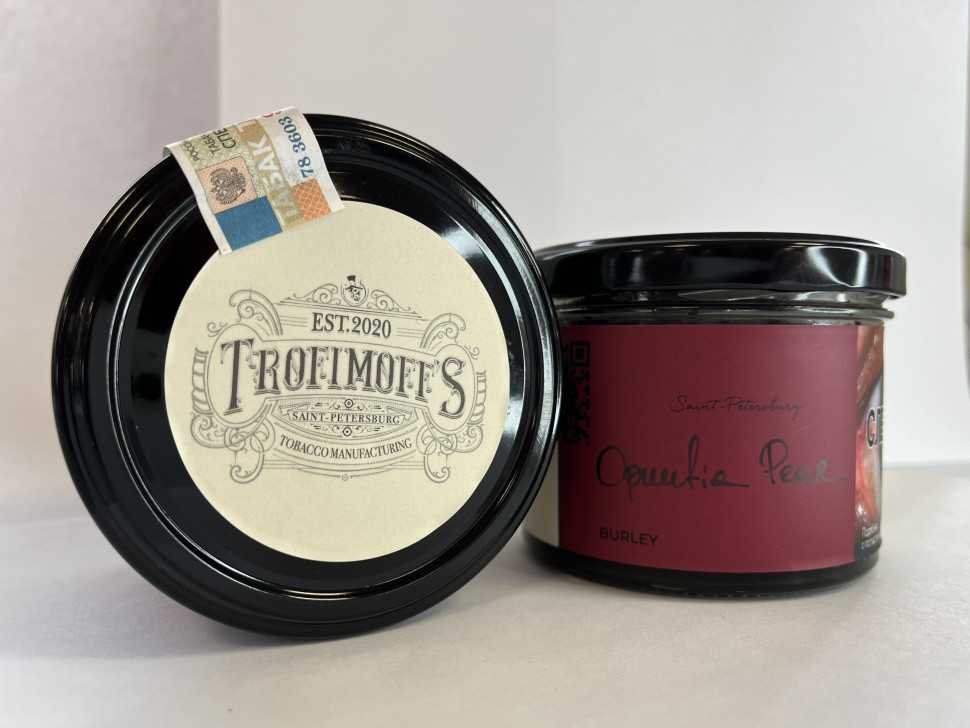 ТАБАК
78 3603
EST.2020
TROFIMOFF'S
SAINT-PETERSBURG
TOBACCO MANUFACTURING
Saint-Petersburg
Opuntia Pear
BURLEY